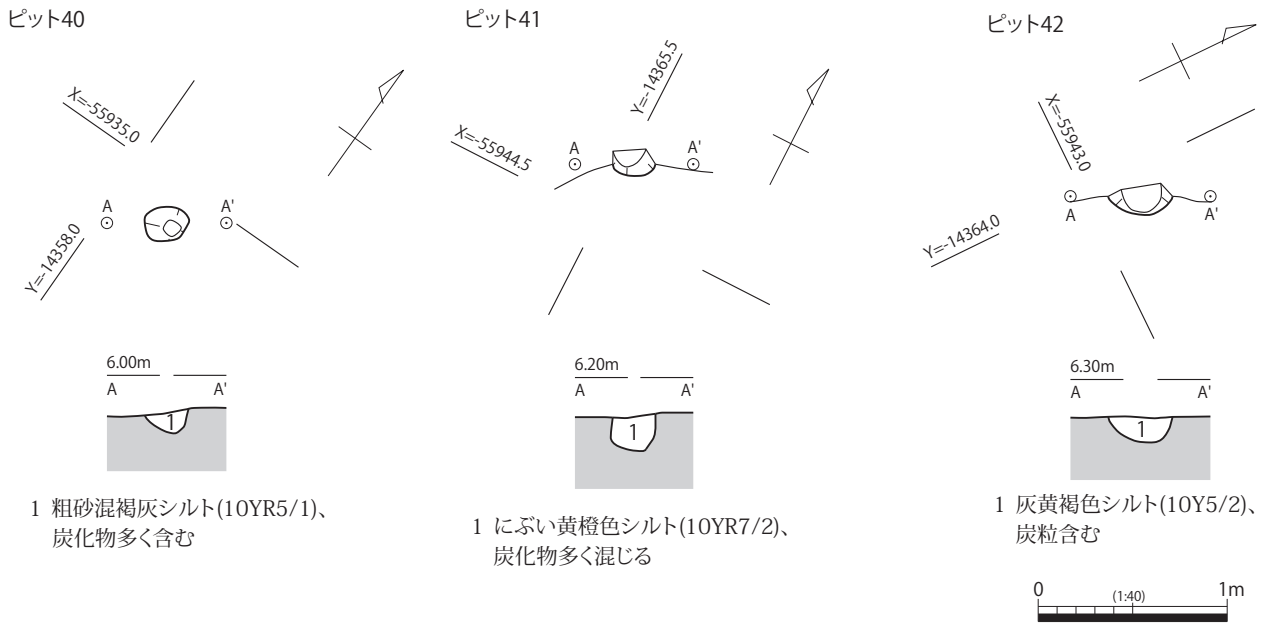 ピット40
X=-55935.0
A
A'
Y=-14358.0
6.00m
A
A'
1
1 粗砂混褐灰シルト(10YR5/1)、
炭化物多く含む
ピット41
Y=-14365.5
X=-55944.5
A
A'
6.20m
A
A'
1
1 にぶい黄橙色シルト(10YR7/2)、
炭化物多く混じる
ピット42
X=-55943.0
A
A'
Y=-14364.0
6.30m
A
A'
1
1 灰黄褐色シルト(10Y5/2)、
炭粒含む
0
(1:40)
1m